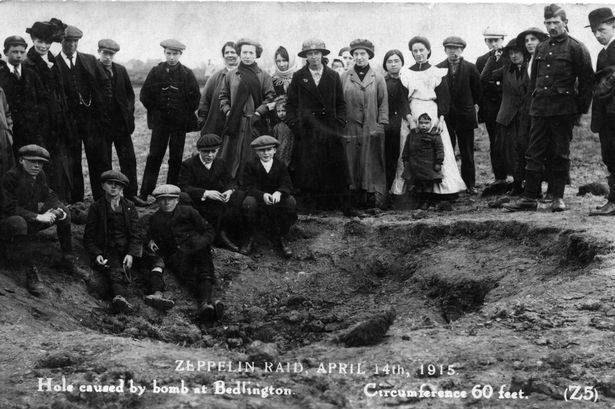 ZEPPELIN RAID, APRIL 14th, 1915.
Hole caused by bomb at Bedlington. Circumference 60 feet. (Z5)